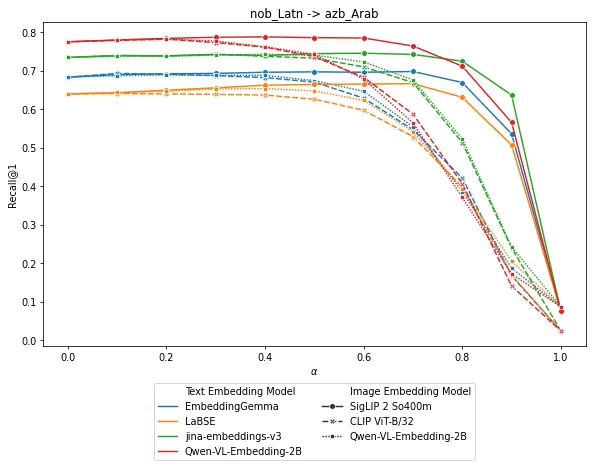 nob_Latn -> azb_Arab
Recall@1
0.8
0.7
0.6
0.5
0.4
0.3
0.2
0.1
0.0
0.0 0.2 0.4 0.6 0.8 1.0
α
Text Embedding Model
EmbeddingGemma
LaBSE
jina-embeddings-v3
Qwen-VL-Embedding-2B
Image Embedding Model
SigLIP 2 So400m
CLIP ViT-B/32
Qwen-VL-Embedding-2B